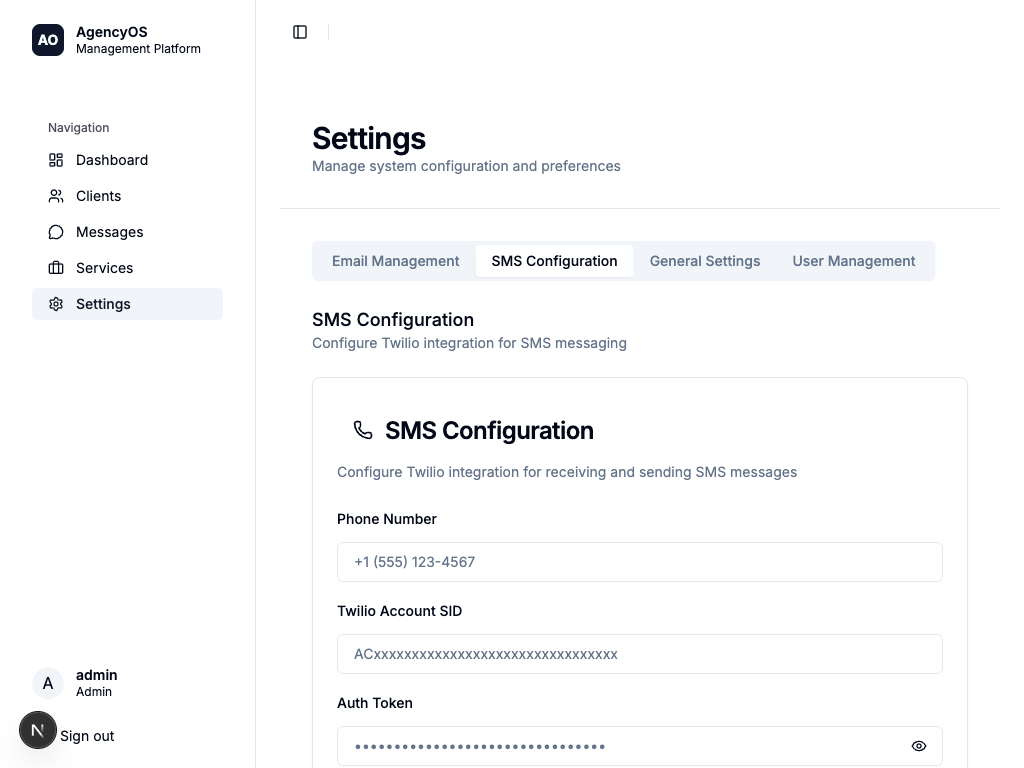 AO
AgencyOS
Management Platform
Navigation
Dashboard
Clients
Messages
Services
Settings
A
admin
Admin
N
Sign out
Settings
Manage system configuration and preferences
Email Management
SMS Configuration
General Settings
User Management
SMS Configuration
Configure Twilio integration for SMS messaging
SMS Configuration
Configure Twilio integration for receiving and sending SMS messages
Phone Number
+1 (555) 123-4567
Twilio Account SID
ACxxxxxxxxxxxxxxxxxxxxxxxxxxxxxxxx
Auth Token
••••••••••••••••••••••••••••••••